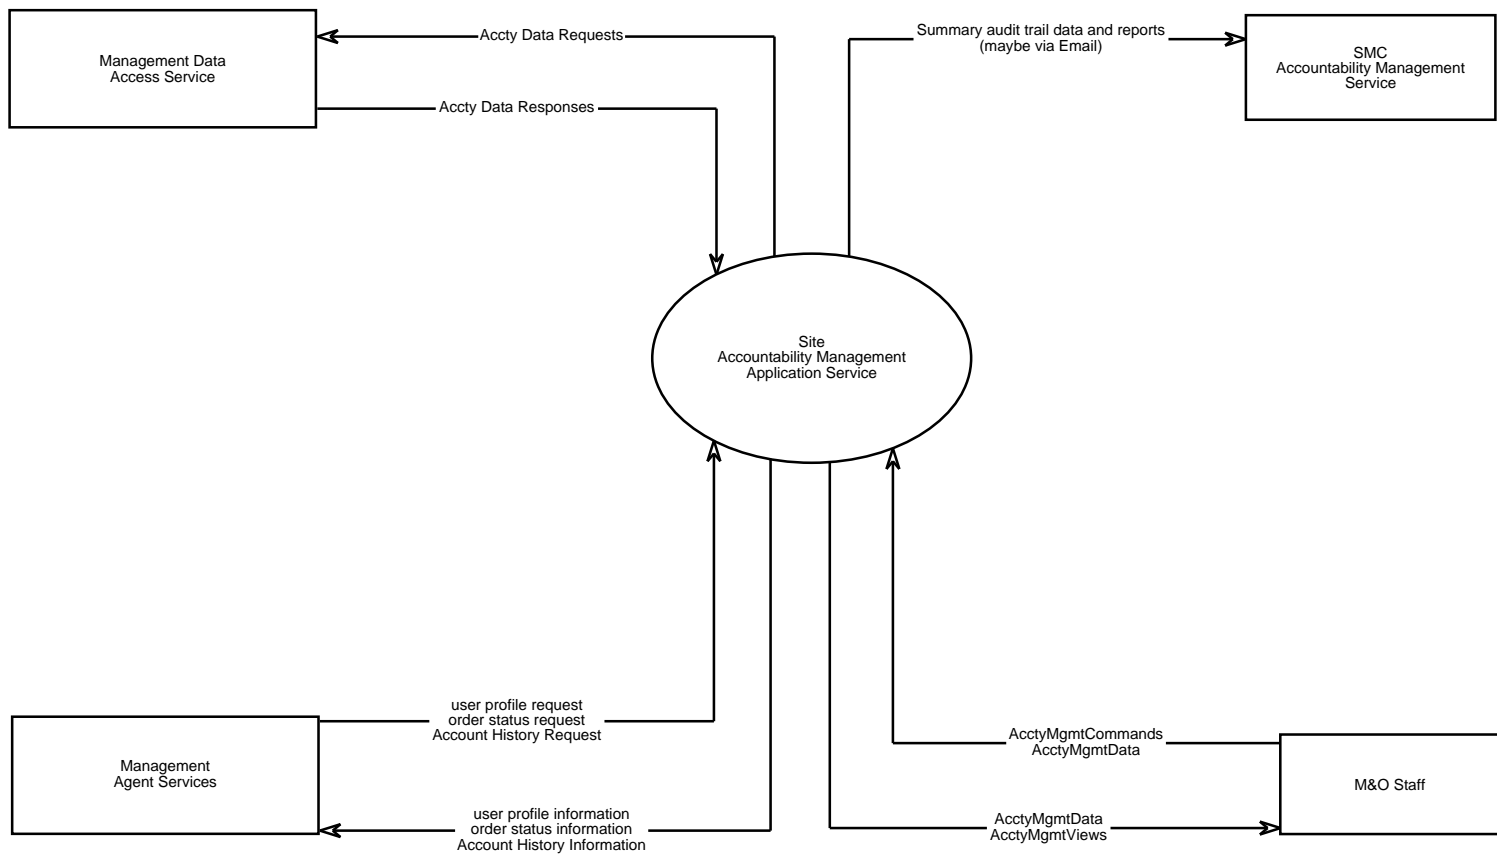 Management Data
Access Service
Accty Data Requests
Accty Data Responses
Summary audit trail data and reports
(maybe via Email)
SMC
Accountability Management
Service
Site
Accountability Management
Application Service
user profile request
order status request
Account History Request
Management
Agent Services
user profile information
order status information
Account History Information
AcctyMgmtCommands
AcctyMgmtData
M&O Staff
AcctyMgmtData
AcctyMgmtViews